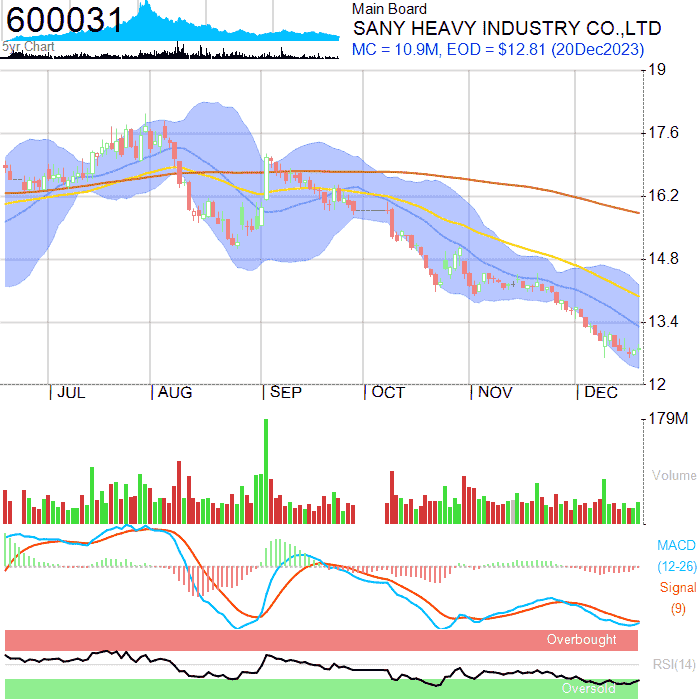 600031
5yr Chart
Main Board
SANY HEAVY INDUSTRY CO.,LTD
MC = 10.9M, EOD = $12.81 (20Dec2023)
19
17.6
16.2
14.8
13.4
12
JUL AUG SEP OCT NOV DEC
179M
Volume
MACD
(12-26)
Signal
(9)
Overbought
RSI(14)
Oversold